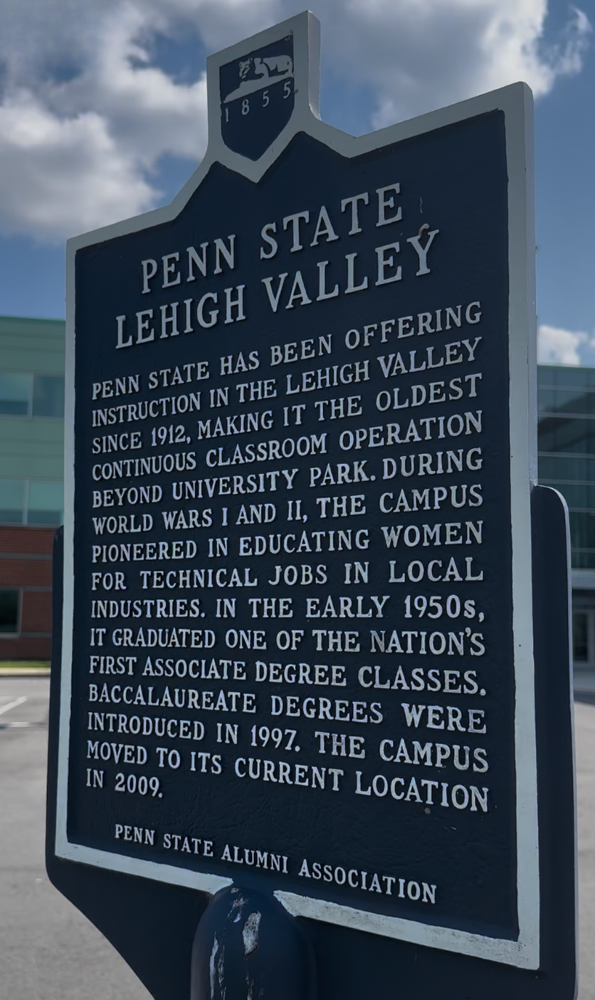 1855
PENN STATE
LEHIGH VALLEY
PENN STATE HAS BEEN OFFERING
INSTRUCTION IN THE LEHIGH VALLEY
SINCE 1912, MAKING IT THE OLDEST
CONTINUOUS CLASSROOM OPERATION
BEYOND UNIVERSITY PARK. DURING
WORLD WARS I AND II, THE CAMPUS
PIONEERED IN EDUCATING WOMEN
FOR TECHNICAL JOBS IN LOCAL
INDUSTRIES. IN THE EARLY 1950s,
IT GRADUATED ONE OF THE NATION'S
FIRST ASSOCIATE DEGREE CLASSES.
BACCALAUREATE DEGREES WERE
INTRODUCED IN 1997. THE CAMPUS
MOVED TO ITS CURRENT LOCATION
IN 2009.
PENN STATE ALUMNI ASSOCIATION